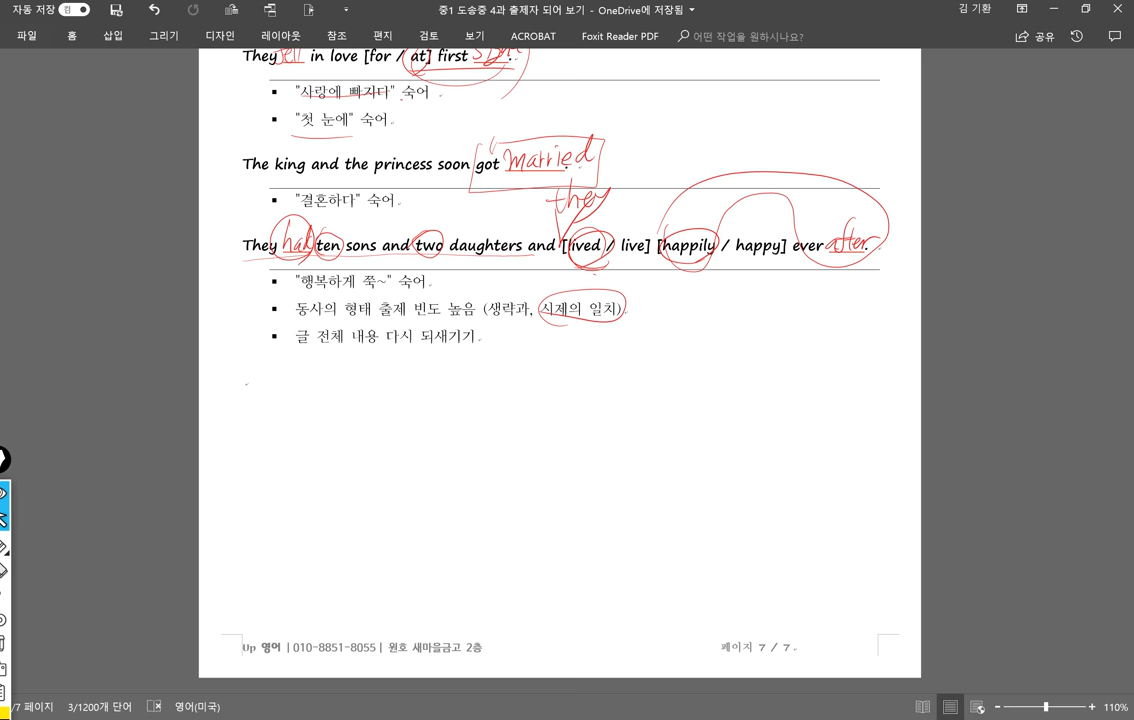 자동 저장 컴 중1 도송중 4과 출제자 되어 보기 - OneDrive에 저장됨 김 기환
파일 홈 삽입 그리기 디자인 레이아웃 참조 편지 검토 보기 ACROBAT Foxit Reader PDF 어떤 작업을 원하시나요? 공유
They fell in love [for / at] first sight.
"사랑에 빠지다" 숙어
"첫 눈에" 숙어
The king and the princess soon got married.
"결혼하다" 숙어
they
They had ten sons and two daughters and [lived / live] [happily / happy] ever after.
"행복하게 쭉~" 숙어
동사의 형태 출제 빈도 높음 (생략과, 시제의 일치)
글 전체 내용 다시 되새기기
Up 영어 | 010-8851-8055 | 원호 새마을금고 2층 페이지 7 / 7
/7 페이지 3/1200개 단어 영어(미국) 110%